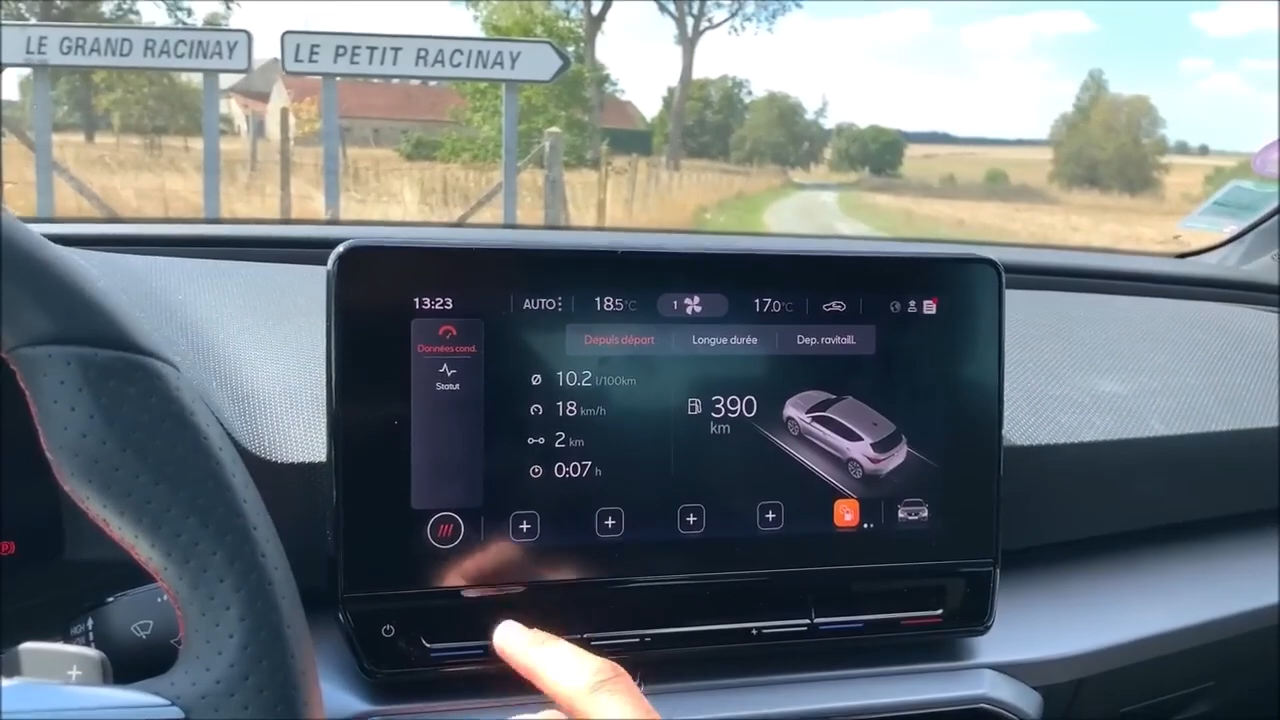 LE GRAND RACINAY
LE PETIT RACINAY
13:23
AUTO
18.5°C
1
17.0°C
Données cond.
Statut
Depuis départ
Longue durée
Dep. ravitaill.
Ø 10.2 l/100km
18 km/h
2 km
0:07 h
390
km
+ + + +
- +
HIGH
+